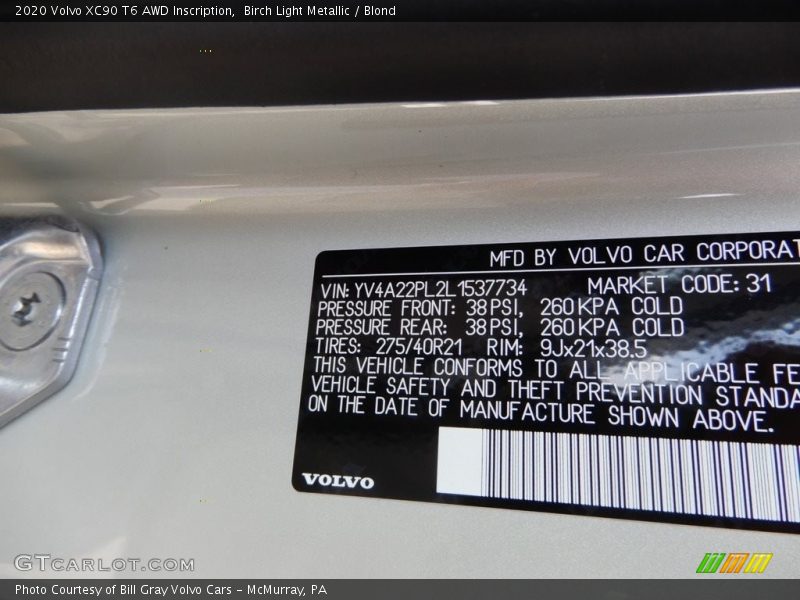 2020 Volvo XC90 T6 AWD Inscription, Birch Light Metallic / Blond
MFD BY VOLVO CAR CORPORAT
VIN: YV4A22PL2L1537734 MARKET CODE: 31
PRESSURE FRONT: 38 PSI, 260 KPA COLD
PRESSURE REAR: 38 PSI, 260 KPA COLD
TIRES: 275/40R21 RIM: 9Jx21x38.5
THIS VEHICLE CONFORMS TO ALL APPLICABLE FE
VEHICLE SAFETY AND THEFT PREVENTION STANDA
ON THE DATE OF MANUFACTURE SHOWN ABOVE.
VOLVO
GTCARLOT.COM
Photo Courtesy of Bill Gray Volvo Cars - McMurray, PA